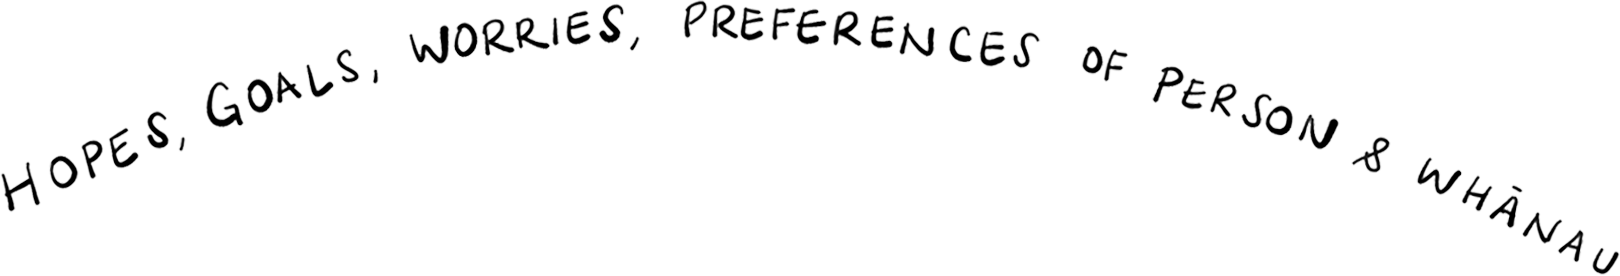 HOPES, GOALS, WORRIES, PREFERENCES OF PERSON & WHĀNAU